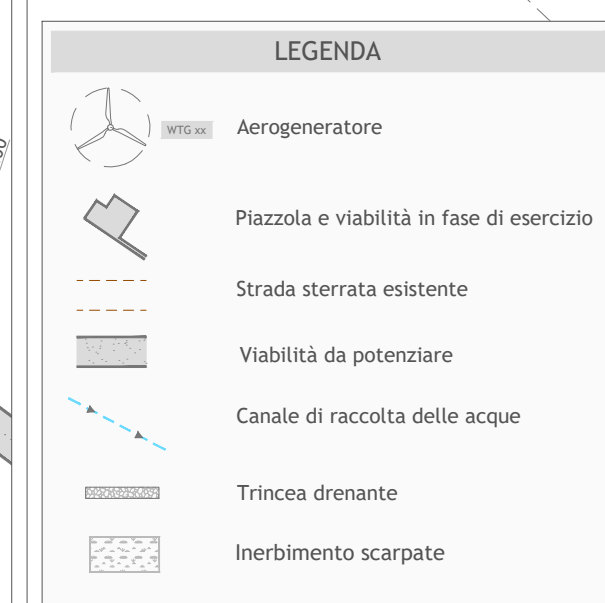 LEGENDA
WTG xx Aerogeneratore
Piazzola e viabilità in fase di esercizio
Strada sterrata esistente
Viabilità da potenziare
Canale di raccolta delle acque
Trincea drenante
Inerbimento scarpate